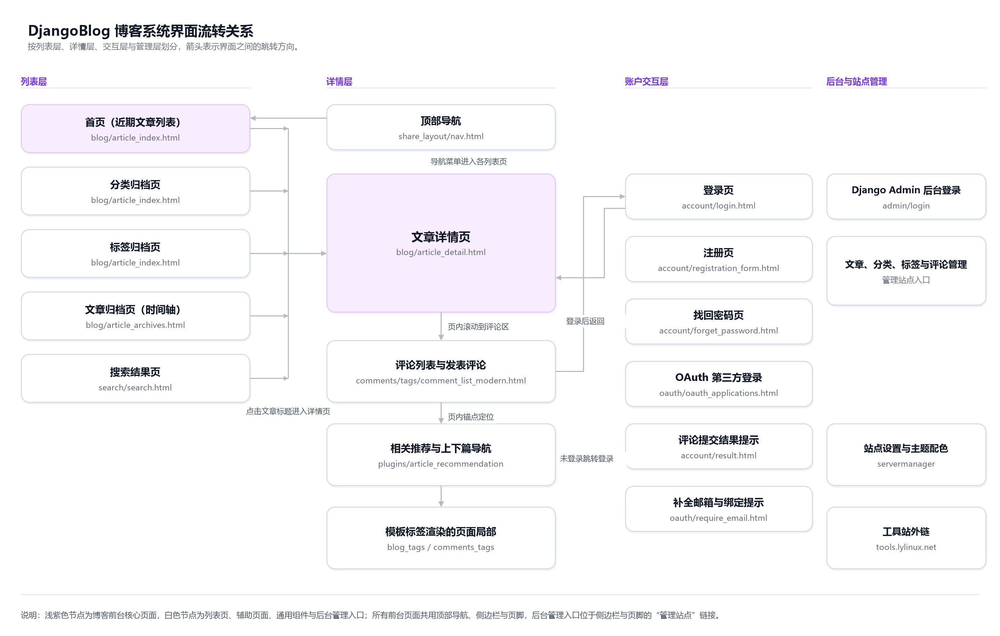 DjangoBlog 博客系统界面流转关系
按列表层、详情层、交互层与管理层划分，箭头表示界面之间的跳转方向。
列表层
首页（近期文章列表）
blog/article_index.html
分类归档页
blog/article_index.html
标签归档页
blog/article_index.html
文章归档页（时间轴）
blog/article_archives.html
搜索结果页
search/search.html
点击文章标题进入详情页
详情层
顶部导航
share_layout/nav.html
导航菜单进入各列表页
文章详情页
blog/article_detail.html
页内滚动到评论区
评论列表与发表评论
comments/tags/comment_list_modern.html
页内锚点定位
相关推荐与上下篇导航
plugins/article_recommendation
模板标签渲染的页面局部
blog_tags / comments_tags
登录后返回
未登录跳转登录
账户交互层
登录页
account/login.html
注册页
account/registration_form.html
找回密码页
account/forget_password.html
OAuth 第三方登录
oauth/oauth_applications.html
评论提交结果提示
account/result.html
补全邮箱与绑定提示
oauth/require_email.html
后台与站点管理
Django Admin 后台登录
admin/login
文章、分类、标签与评论管理
管理站点入口
站点设置与主题配色
servermanager
工具站外链
tools.lylinux.net
说明：浅紫色节点为博客前台核心页面，白色节点为列表页、辅助页面、通用组件与后台管理入口；所有前台页面共用顶部导航、侧边栏与页脚，后台管理入口位于侧边栏与页脚的“管理站点”链接。